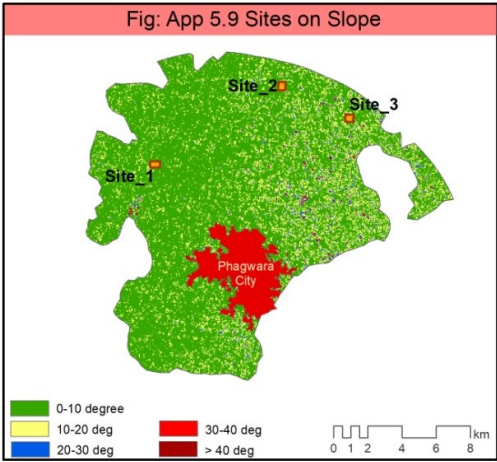 Fig: App 5.9 Sites on Slope
Site_2
Site_3
Site_1
Phagwara
City
0-10 degree
10-20 deg
20-30 deg
30-40 deg
> 40 deg
km
0 1 2 4 6 8